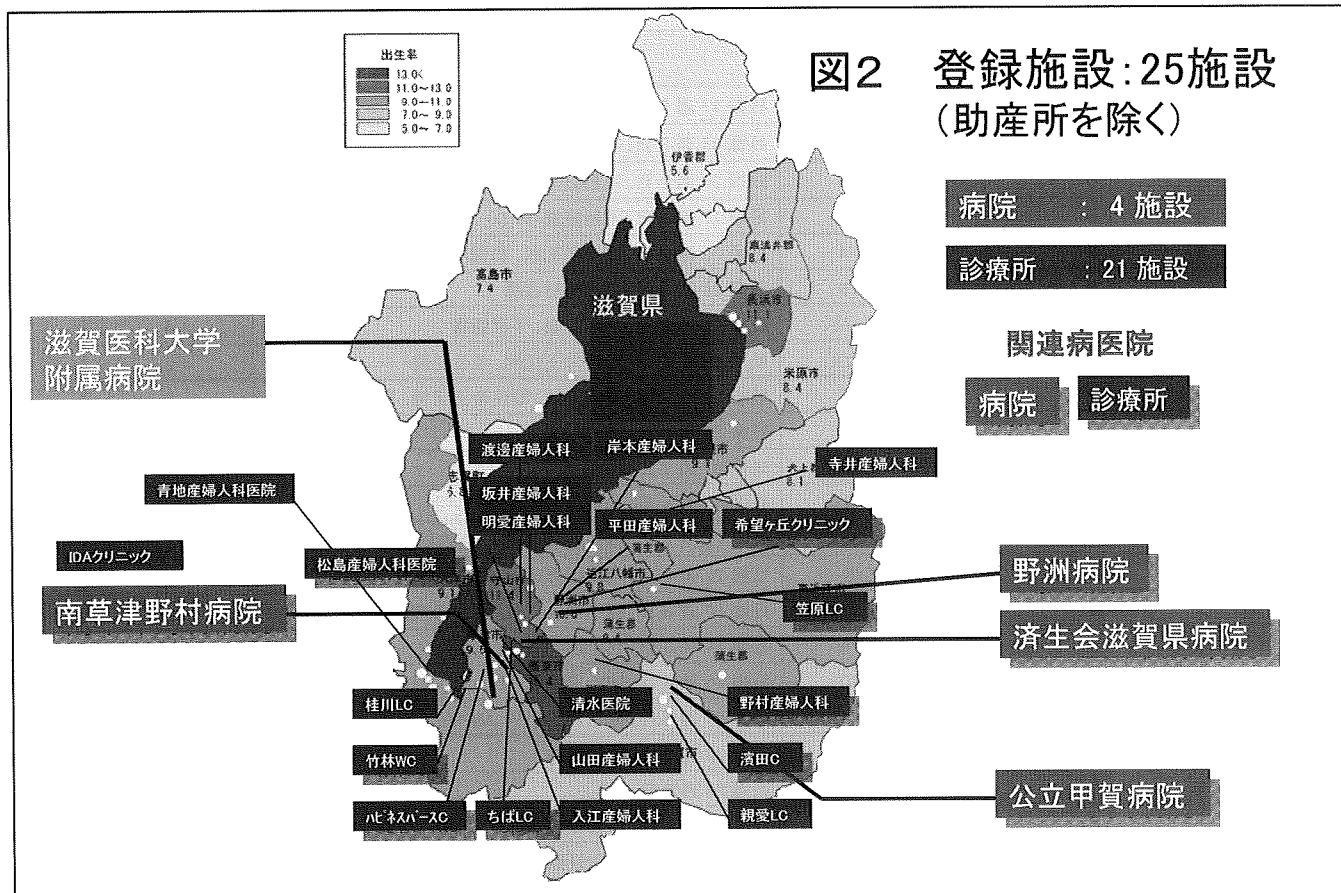 出生率
13.0<
11.0～13.0
9.0～11.0
7.0～ 9.0
5.0～ 7.0
図2 登録施設:25施設
(助産所を除く)
病院 : 4 施設
診療所 : 21 施設
関連病医院
病院
診療所
伊香郡
5.6
8.4
高島市
7.4
滋賀県
長浜市
11.1
米原市
8.4
滋賀医科大学
附属病院
渡邊産婦人科
岸本産婦人科
寺井産婦人科
青地産婦人科医院
坂井産婦人科
明愛産婦人科
平田産婦人科
希望ヶ丘クリニック
IDAクリニック
松島産婦人科医院
守山市
蒲生郡
近江八幡市
9.8
野洲病院
南草津野村病院
笠原LC
蒲生郡
済生会滋賀県病院
蒲生郡
桂川LC
清水医院
野村産婦人科
竹林WC
山田産婦人科
濱田C
公立甲賀病院
ハピネスバースC
ちばLC
入江産婦人科
親愛LC